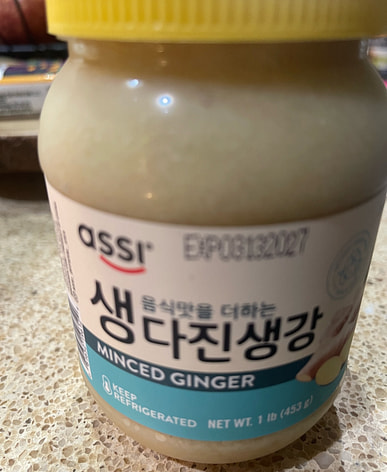 assi®
EXP03132027
음식맛을 더하는
생다진생강
MINCED GINGER
KEEP
REFRIGERATED
NET WT. 1 lb (453 g)